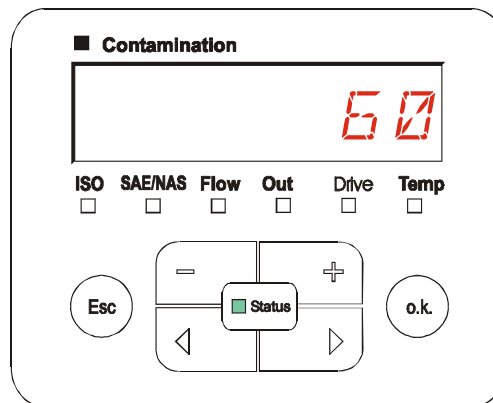 Contamination
60
ISO SAE/NAS Flow Out Drive Temp
- +
Esc Status o.k.